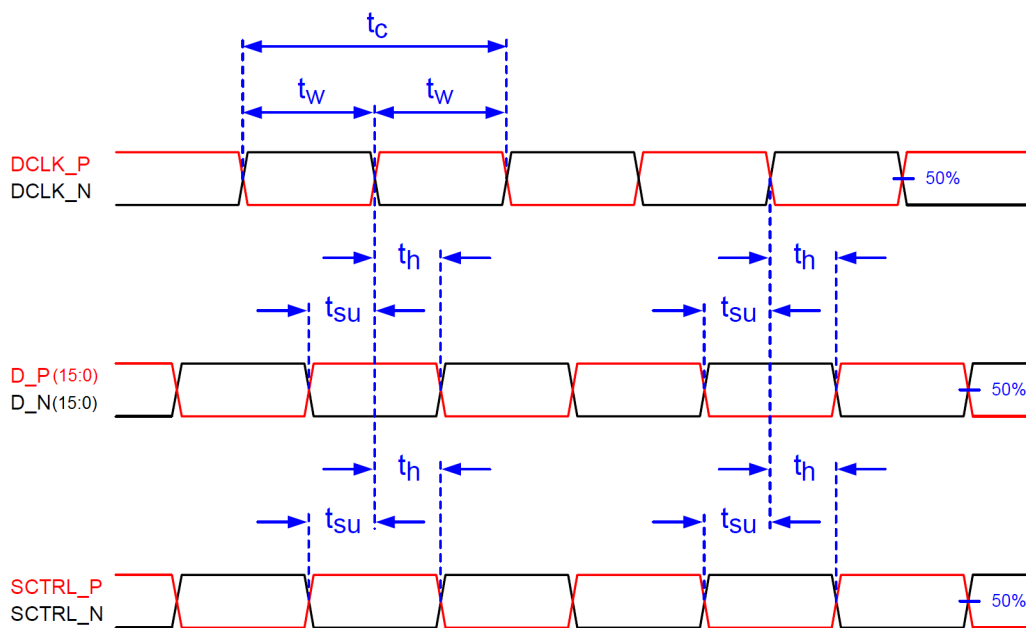 tc
tw tw
DCLK_P
DCLK_N
50%
th th
tsu tsu
D_P(15:0)
D_N(15:0)
50%
th th
tsu tsu
SCTRL_P
SCTRL_N
50%